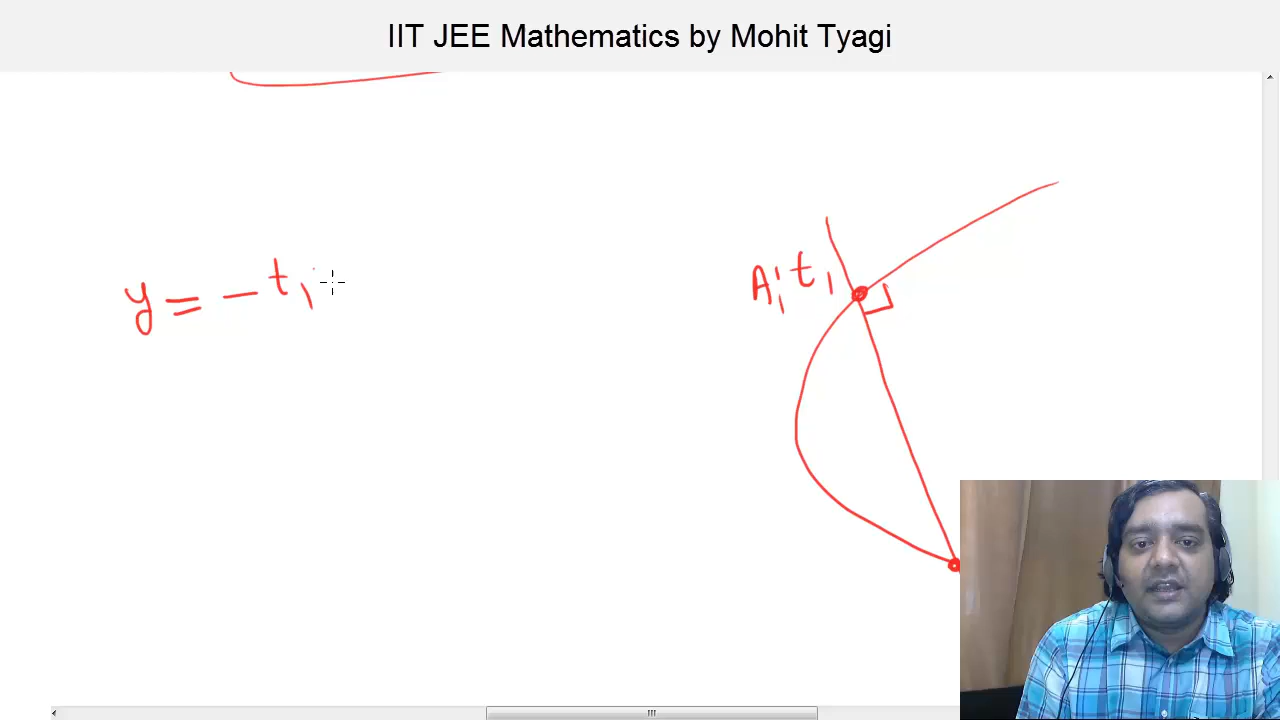 IIT JEE Mathematics by Mohit Tyagi
y = - t₁
A; t₁